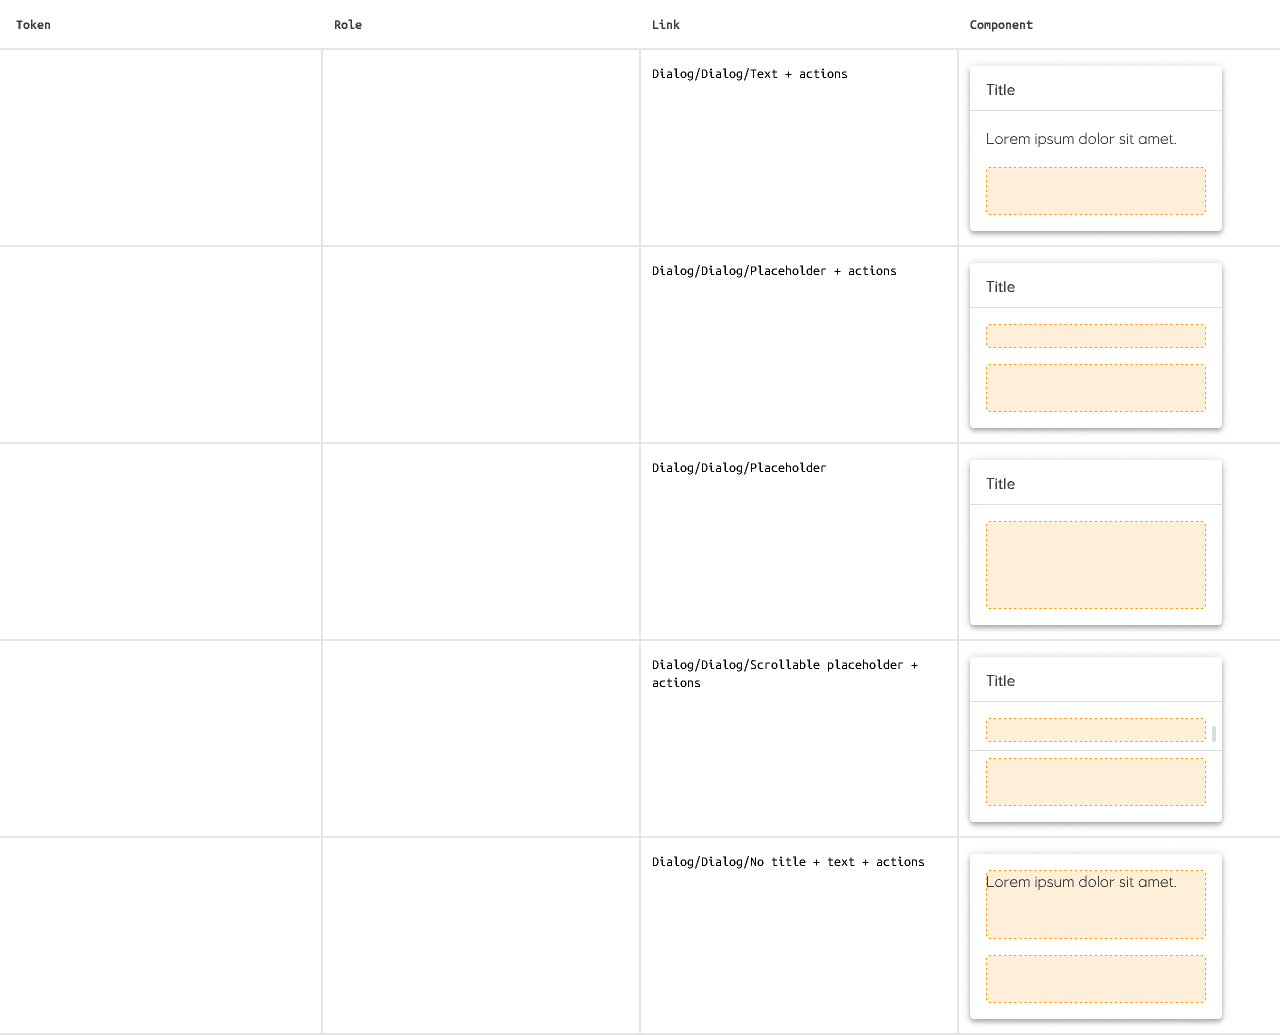 Token
Role
Link
Component
Dialog/Dialog/Text + actions
Title
Lorem ipsum dolor sit amet.
Dialog/Dialog/Placeholder + actions
Title
Dialog/Dialog/Placeholder
Title
Dialog/Dialog/Scrollable placeholder +
actions
Title
Dialog/Dialog/No title + text + actions
Lorem ipsum dolor sit amet.